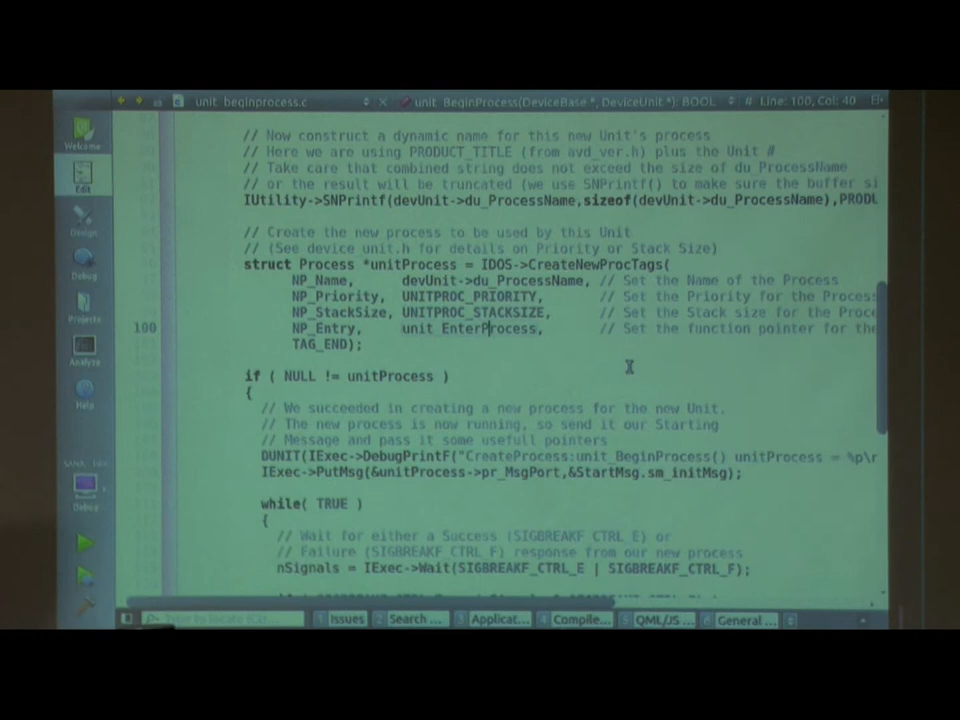 unit_beginprocess.c
unit_BeginProcess(DeviceBase *, DeviceUnit *): BOOL
# Line: 100, Col: 40
Welcome
Edit
Design
Debug
Projects
Analyze
Help
Debug
// Now construct a dynamic name for this new Unit's process
// Here we are using PRODUCT_TITLE (from avd_ver.h) plus the Unit #
// Take care that combined string does not exceed the size of du_ProcessName
// or the result will be truncated (we use SNPrintf() to make sure the buffer si
IUtility->SNPrintf(devUnit->du_ProcessName,sizeof(devUnit->du_ProcessName),PRODU
// Create the new process to be used by this Unit
// (See device_unit.h for details on Priority or Stack Size)
struct Process *unitProcess = IDOS->CreateNewProcTags(
NP_Name, devUnit->du_ProcessName, // Set the Name of the Process
NP_Priority, UNITPROC_PRIORITY, // Set the Priority for the Process
NP_StackSize, UNITPROC_STACKSIZE, // Set the Stack size for the Proce
100 NP_Entry, unit_EnterProcess, // Set the function pointer for the
TAG_END);
if ( NULL != unitProcess )
{
// We succeeded in creating a new process for the new Unit.
// The new process is now running, so send it our Starting
// Message and pass it some usefull pointers
DUNIT(IExec->DebugPrintF("CreateProcess:unit_BeginProcess() unitProcess = %p\n
IExec->PutMsg(&unitProcess->pr_MsgPort,&StartMsg.sm_initMsg);
while( TRUE )
{
// Wait for either a Success (SIGBREAKF_CTRL_E) or
// Failure (SIGBREAKF_CTRL_F) response from our new process
nSignals = IExec->Wait(SIGBREAKF_CTRL_E | SIGBREAKF_CTRL_F);
1 Issues
2 Search ...
3 Applicat...
4 Compile...
5 QML/JS ...
6 General ...